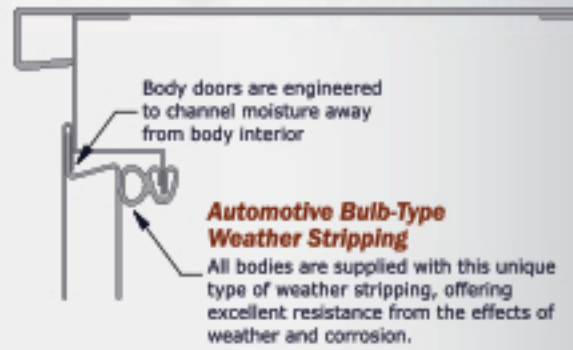 Body doors are engineered
to channel moisture away
from body interior
Automotive Bulb-Type
Weather Stripping
All bodies are supplied with this unique
type of weather stripping, offering
excellent resistance from the effects of
weather and corrosion.